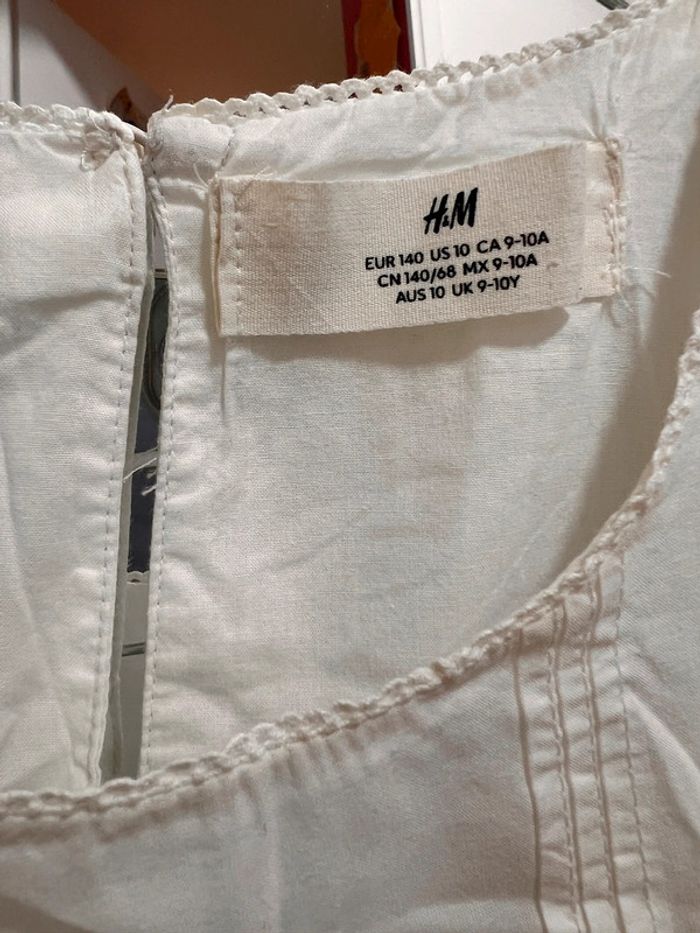 H&M
EUR 140 US 10 CA 9-10A
CN 140/68 MX 9-10A
AUS 10 UK 9-10Y